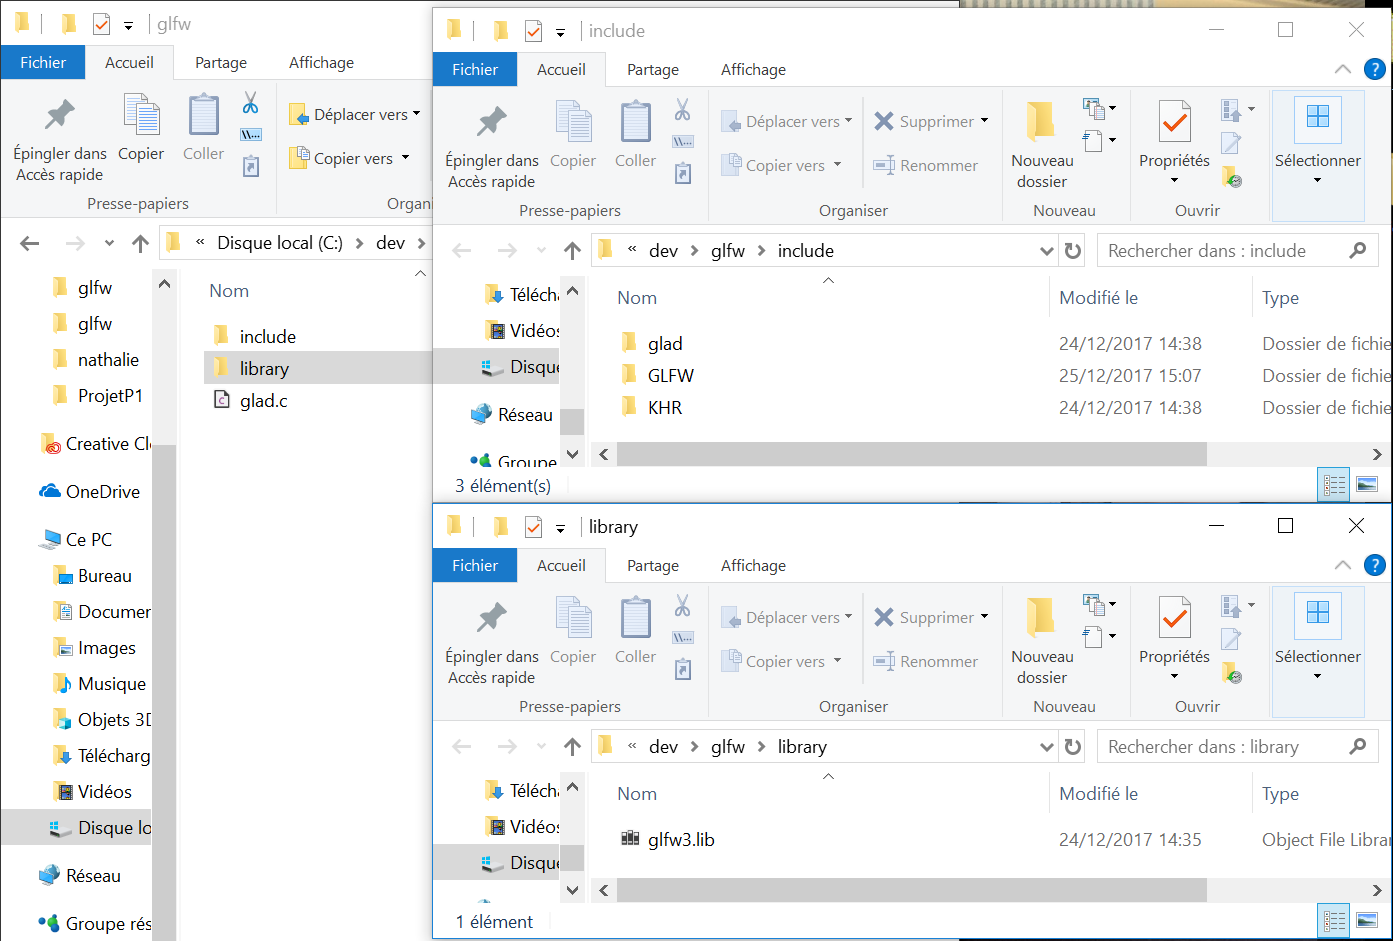 glfw
Fichier
Accueil
Partage
Affichage
Épingler dans
Accès rapide
Copier
Coller
Déplacer vers
Copier vers
Presse-papiers
Organi
« Disque local (C:) > dev >
glfw
glfw
nathalie
ProjetP1
Creative Cl
OneDrive
Ce PC
Bureau
Documer
Images
Musique
Objets 3D
Télécharg
Vidéos
Disque lo
Réseau
Groupe rés
Nom
include
library
glad.c
include
Fichier
Accueil
Partage
Affichage
Épingler dans
Accès rapide
Copier
Coller
Déplacer vers
Copier vers
Supprimer
Renommer
Nouveau
dossier
Propriétés
Sélectionner
Presse-papiers
Organiser
Nouveau
Ouvrir
« dev > glfw > include
Rechercher dans : include
Télécha
Vidéos
Disque
Réseau
Groupe
Nom Modifié le Type
glad 24/12/2017 14:38 Dossier de fichie
GLFW 25/12/2017 15:07 Dossier de fichie
KHR 24/12/2017 14:38 Dossier de fichie
3 élément(s)
library
Fichier
Accueil
Partage
Affichage
Épingler dans
Accès rapide
Copier
Coller
Déplacer vers
Copier vers
Supprimer
Renommer
Nouveau
dossier
Propriétés
Sélectionner
Presse-papiers
Organiser
Nouveau
Ouvrir
« dev > glfw > library
Rechercher dans : library
Télécha
Vidéos
Disque
Nom Modifié le Type
glfw3.lib 24/12/2017 14:35 Object File Librar
1 élément